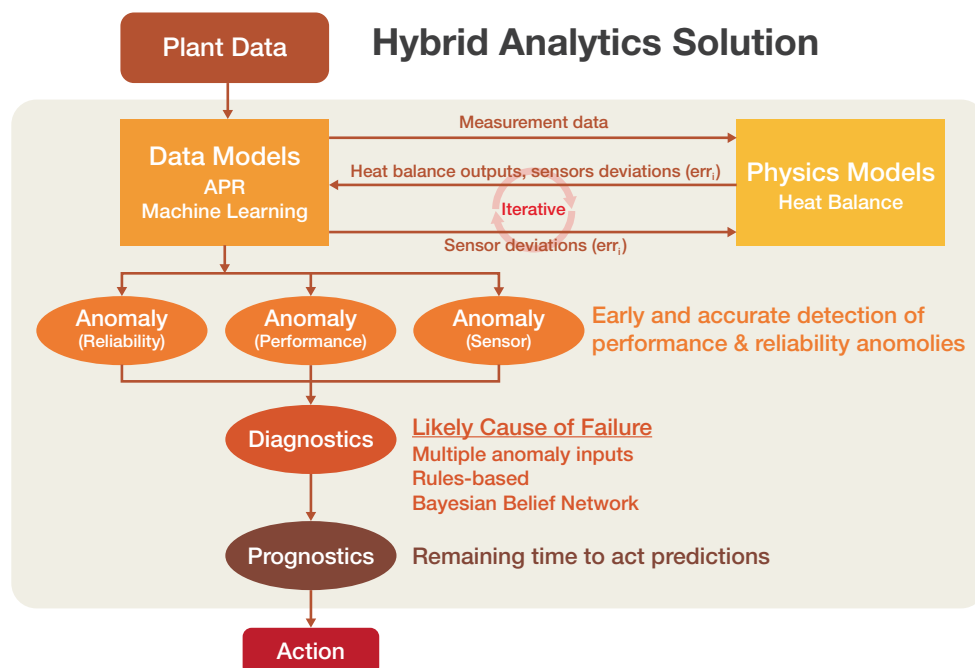 Plant Data
Hybrid Analytics Solution
Data Models
APR
Machine Learning
Measurement data
Heat balance outputs, sensors deviations (erri)
Iterative
Sensor deviations (erri)
Physics Models
Heat Balance
Anomaly
(Reliability)
Anomaly
(Performance)
Anomaly
(Sensor)
Early and accurate detection of
performance & reliability anomolies
Diagnostics
Likely Cause of Failure
Multiple anomaly inputs
Rules-based
Bayesian Belief Network
Prognostics
Remaining time to act predictions
Action